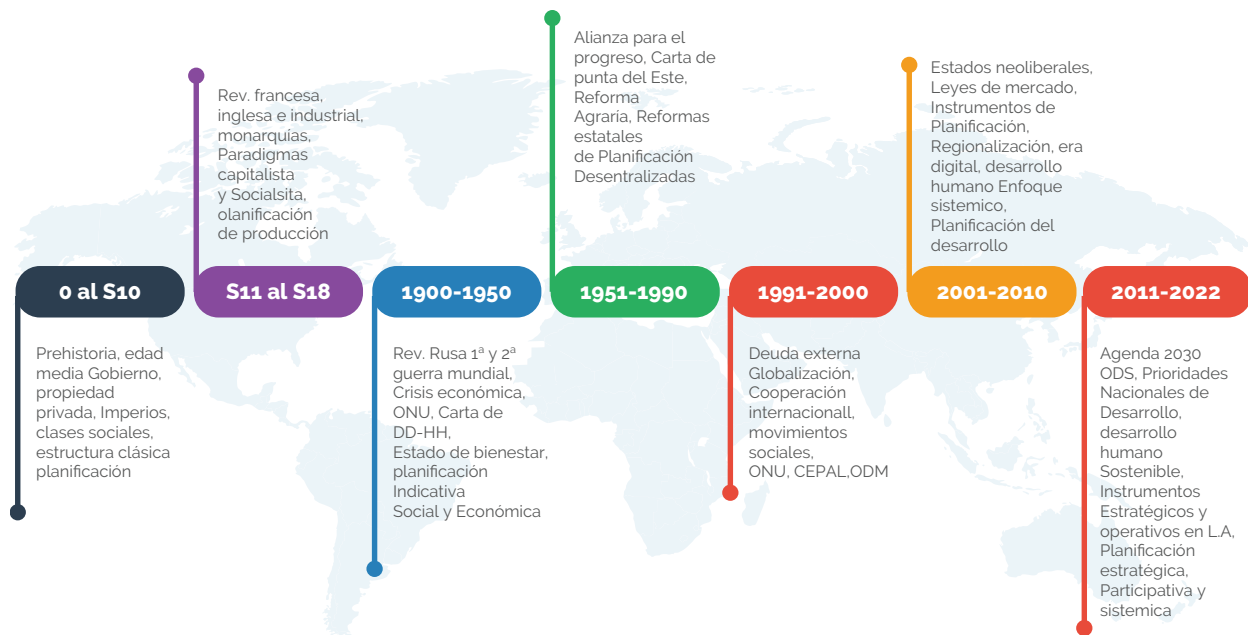 0 al S10
Prehistoria, edad
media Gobierno,
propiedad
privada, Imperios,
clases sociales,
estructura clásica
planificación
Rev. francesa,
inglesa e industrial,
monarquías,
Paradigmas
capitalista
y Socialsita,
olanificación
de producción
S11 al S18
1900-1950
Rev. Rusa 1ª y 2ª
guerra mundial,
Crisis económica,
ONU, Carta de
DD-HH,
Estado de bienestar,
planificación
Indicativa
Social y Económica
Alianza para el
progreso, Carta de
punta del Este,
Reforma
Agraría, Reformas
estatales
de Planificación
Desentralizadas
1951-1990
1991-2000
Deuda externa
Globalización,
Cooperación
internacionall,
movimientos
sociales,
ONU, CEPAL,ODM
Estados neoliberales,
Leyes de mercado,
Instrumentos de
Planificación,
Regionalización, era
digital, desarrollo
humano Enfoque
sistemico,
Planificación del
desarrollo
2001-2010
2011-2022
Agenda 2030
ODS, Prioridades
Nacionales de
Desarrollo,
desarrollo
humano
Sostenible,
Instrumentos
Estratégicos y
operativos en L.A,
Planificación
estratégica,
Participativa y
sistemica